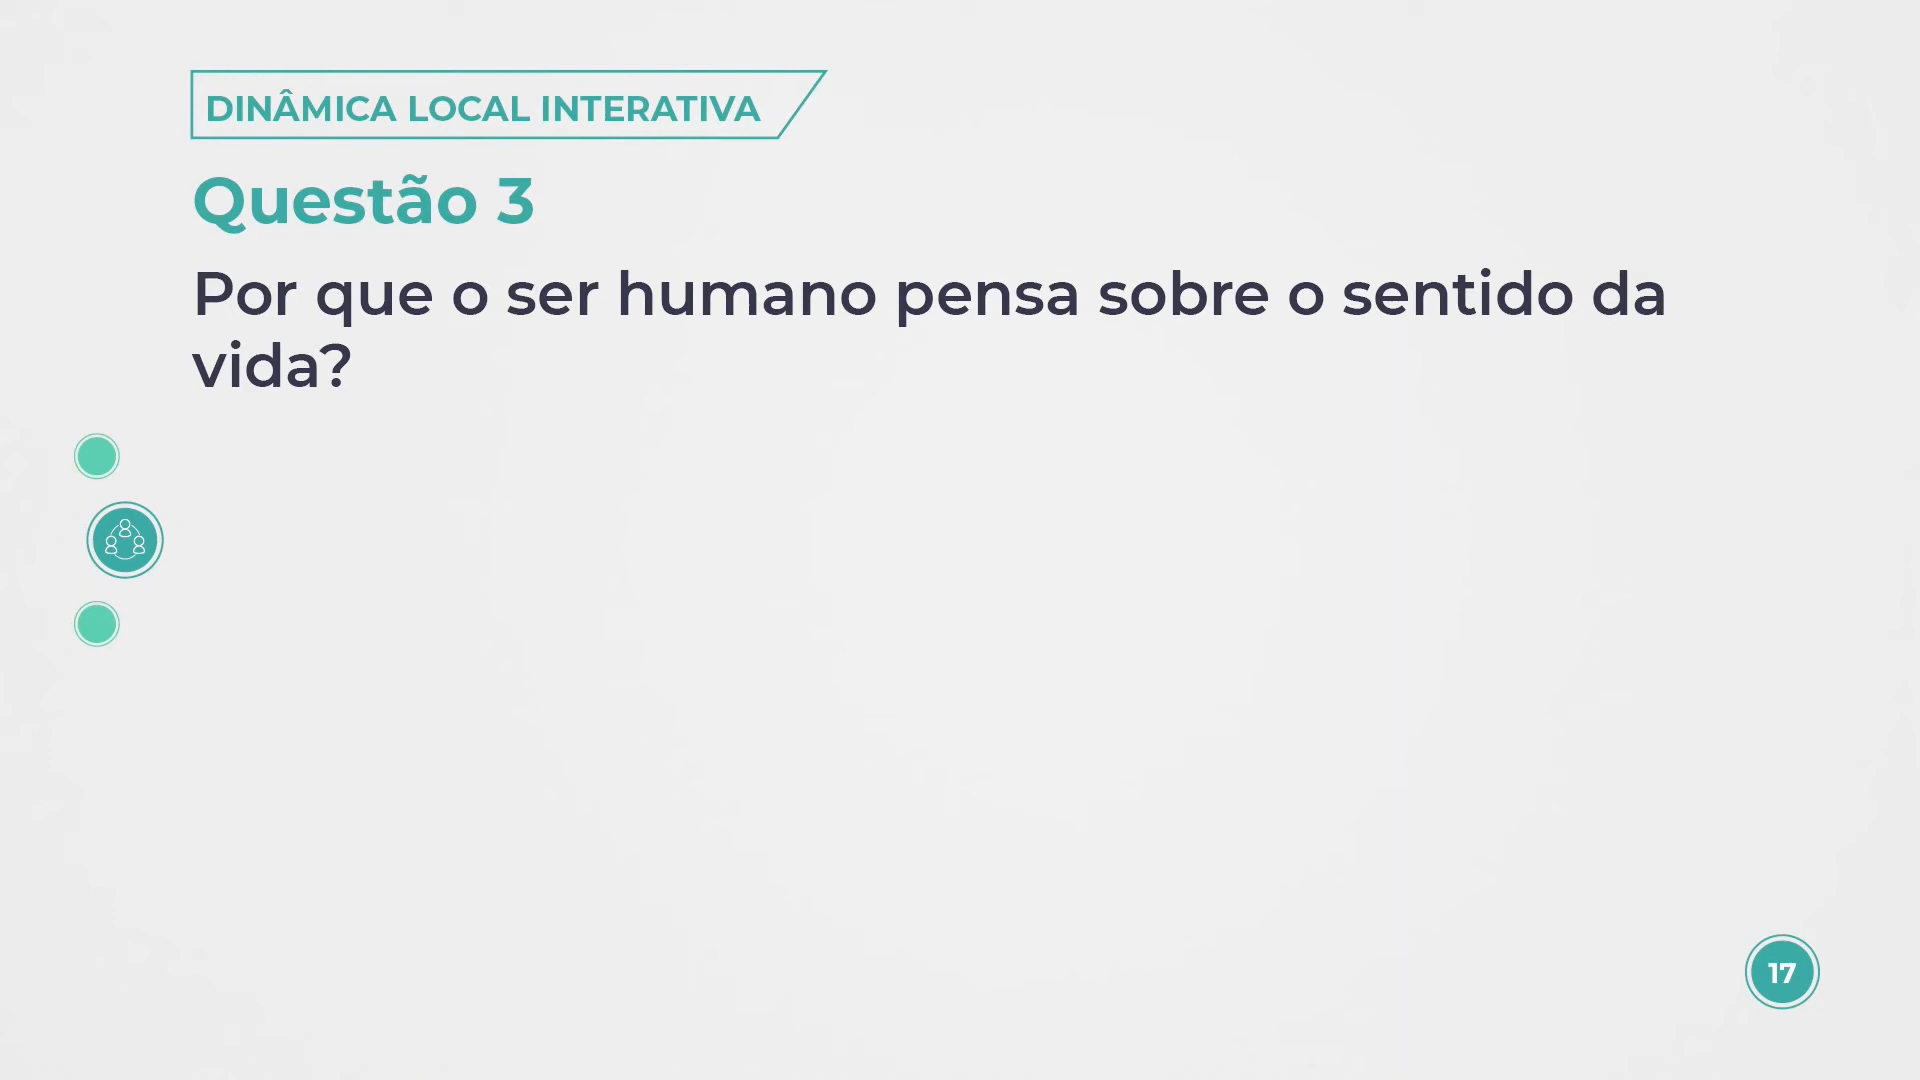 DINÂMICA LOCAL INTERATIVA
Questão 3
Por que o ser humano pensa sobre o sentido da
vida?
17